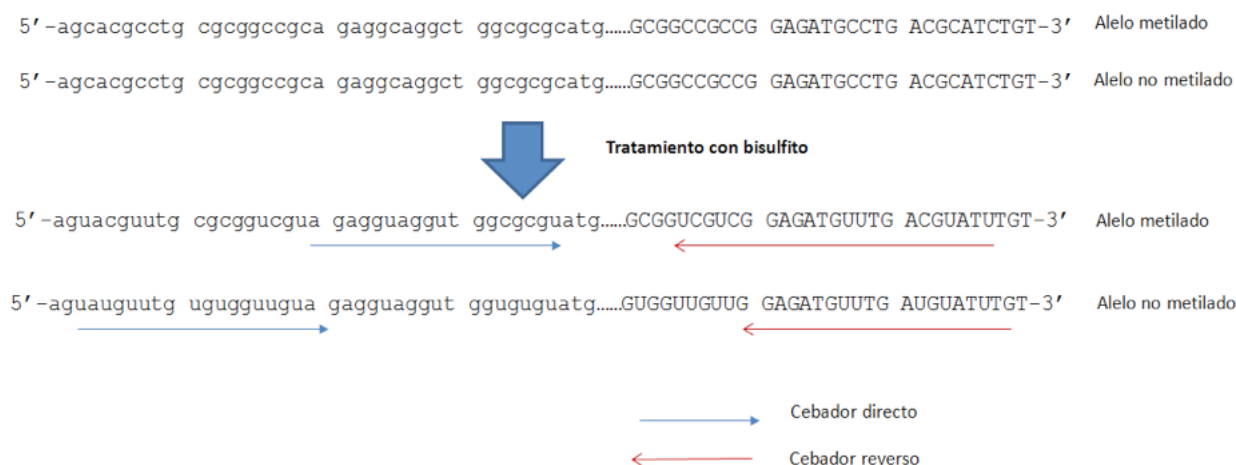 5’-agcacgcctg cgcggccgca gaggcaggct ggcgcgcatg……GCGGCCGCCG GAGATGCCTG ACGCATCTGT-3’ Alelo metilado
5’-agcacgcctg cgcggccgca gaggcaggct ggcgcgcatg……GCGGCCGCCG GAGATGCCTG ACGCATCTGT-3’ Alelo no metilado
Tratamiento con bisulfito
5’-aguacguutg cgcggucgua gagguaggut ggcgcguatg……GCGGUCGUCG GAGATGUUTG ACGUATUTGT-3’ Alelo metilado
5’-aguauguutg ugugguugua gagguaggut gguguguatg……GUGGUUGUUG GAGATGUUTG AUGUATUTGT-3’ Alelo no metilado
Cebador directo
Cebador reverso